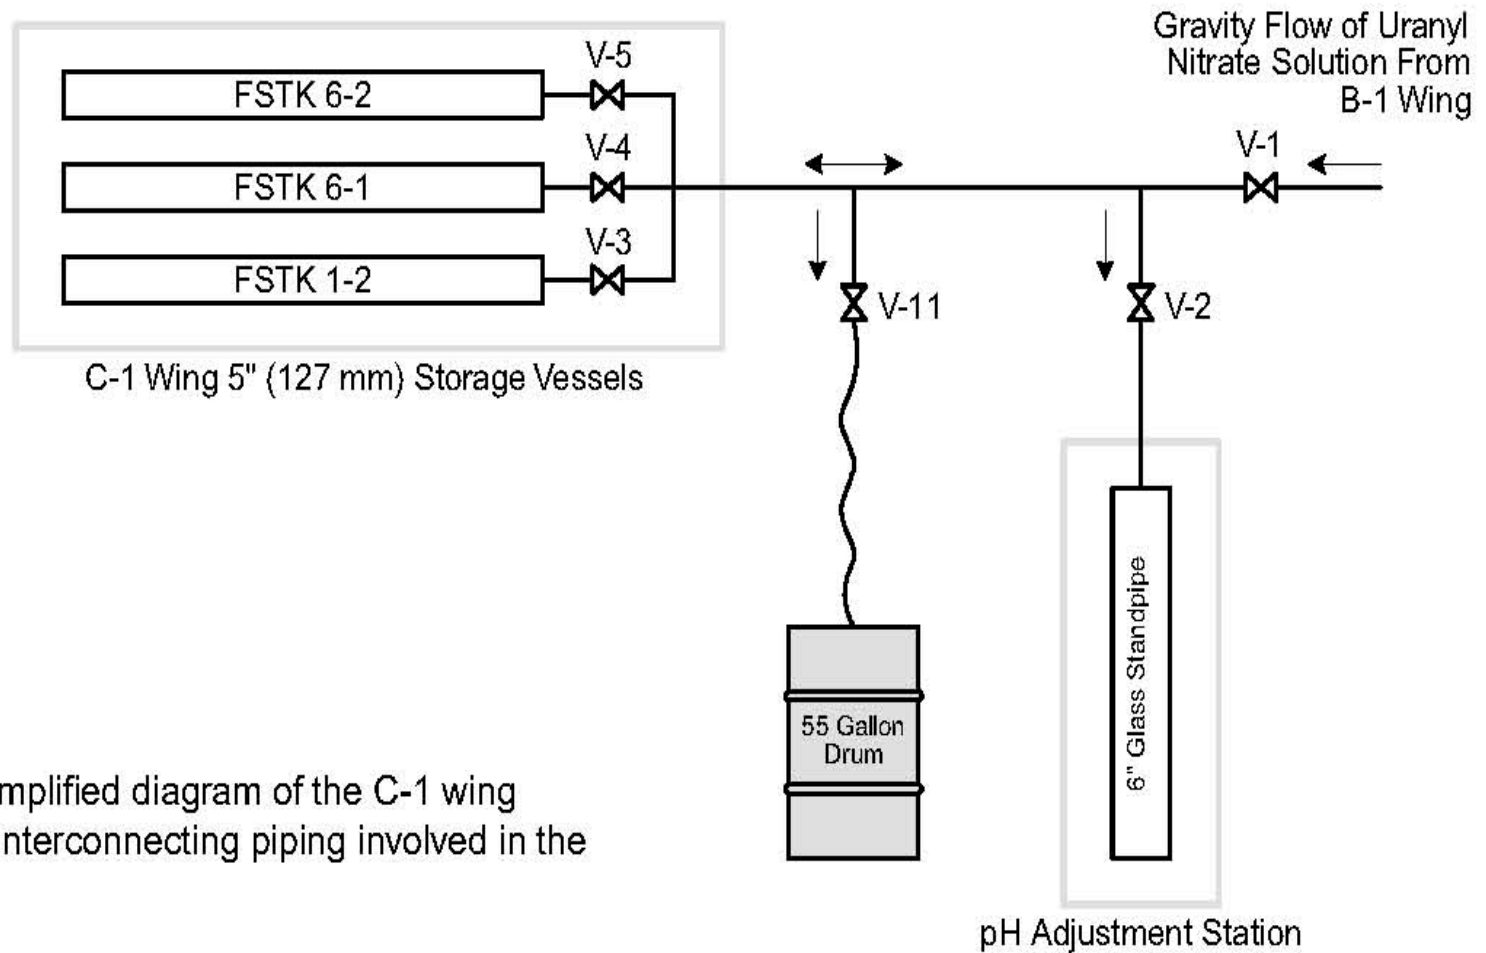 Gravity Flow of Uranyl
Nitrate Solution From
B-1 Wing
V-5
FSTK 6-2
V-4
FSTK 6-1
V-3
FSTK 1-2
V-1
V-11
V-2
C-1 Wing 5" (127 mm) Storage Vessels
55 Gallon
Drum
6" Glass Standpipe
mplified diagram of the C-1 wing
nterconnecting piping involved in the
pH Adjustment Station